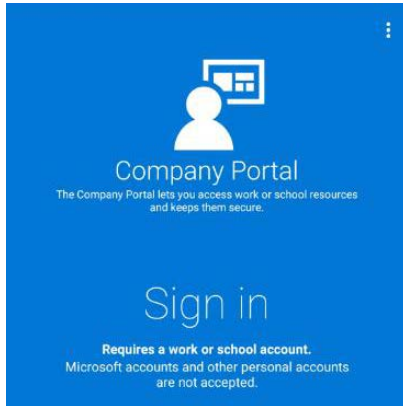 Company Portal
The Company Portal lets you access work or school resources
and keeps them secure.
Sign in
Requires a work or school account.
Microsoft accounts and other personal accounts
are not accepted.